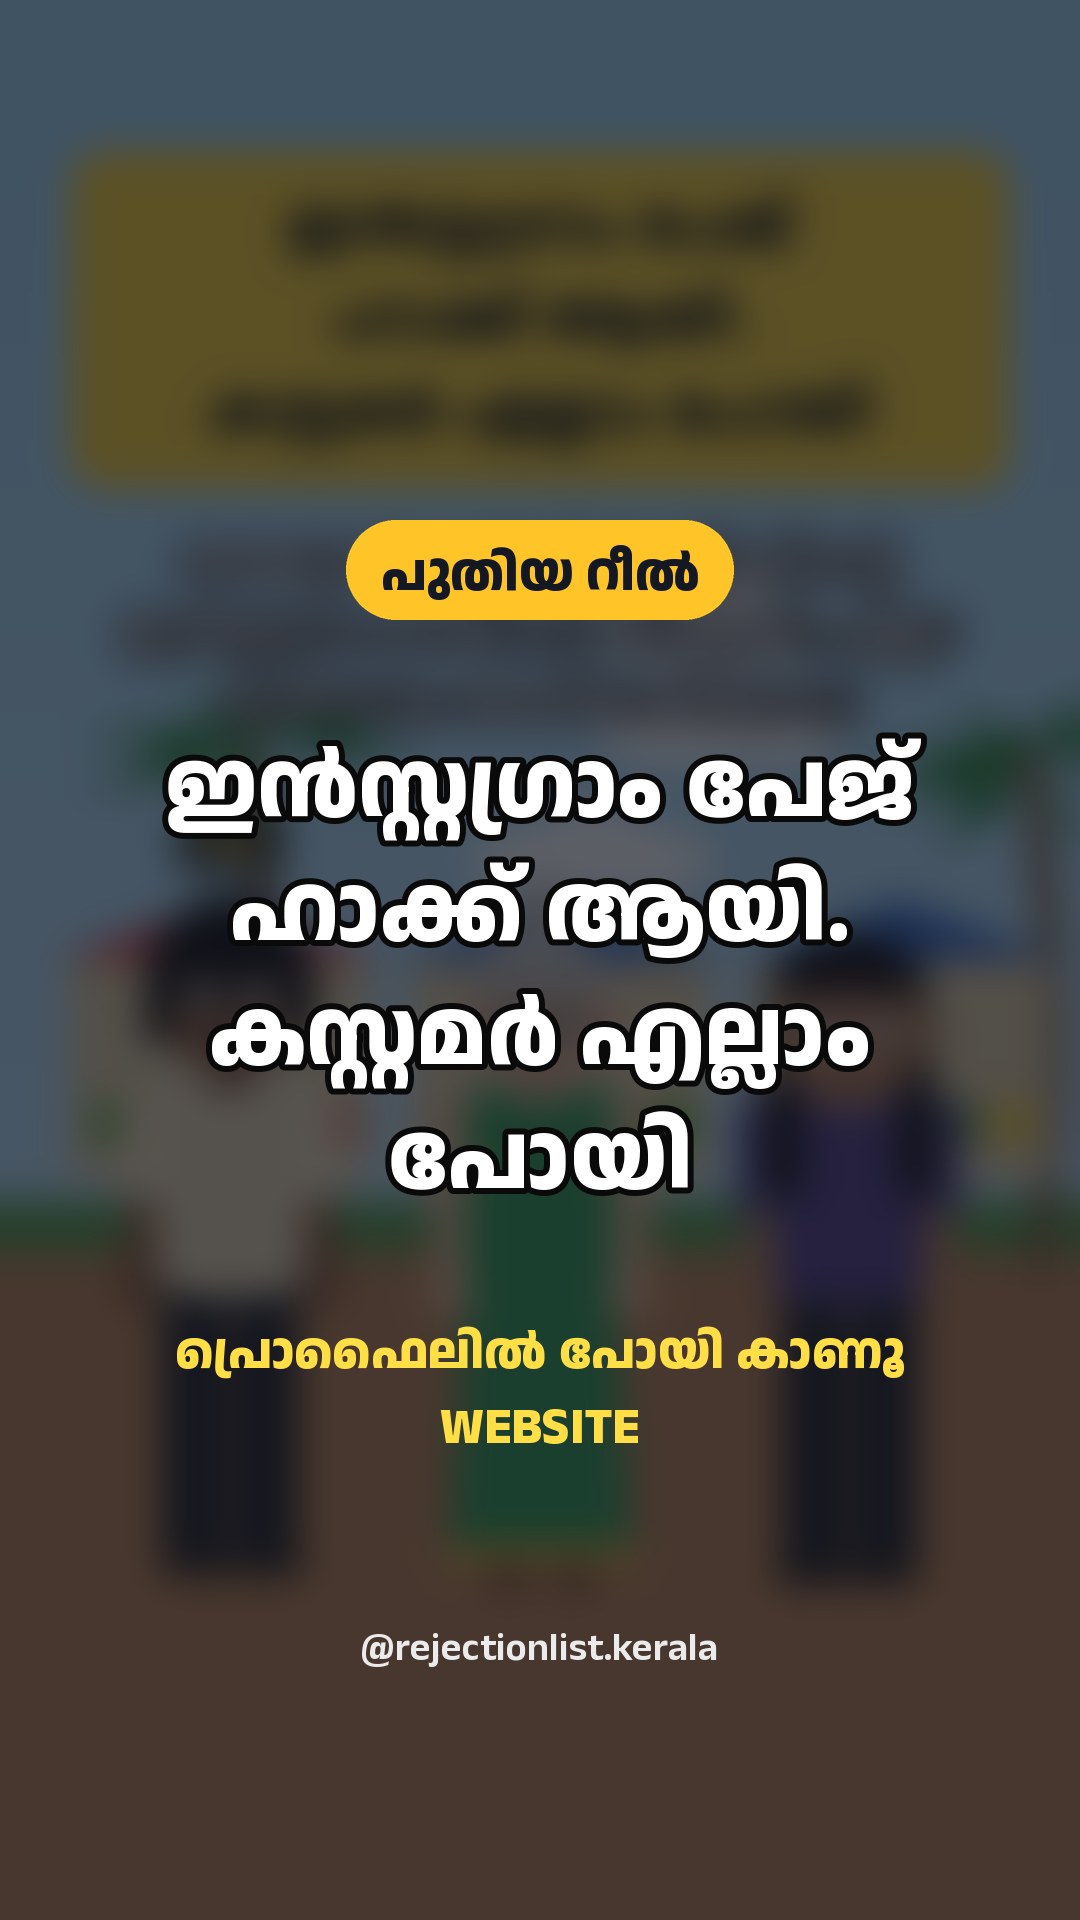 പുതിയ റീൽ
ഇൻസ്റ്റഗ്രാം പേജ്
ഹാക്ക് ആയി.
കസ്റ്റമർ എല്ലാം
പോയി
പ്രൊഫൈലിൽ പോയി കാണൂ
WEBSITE
@rejectionlist.kerala